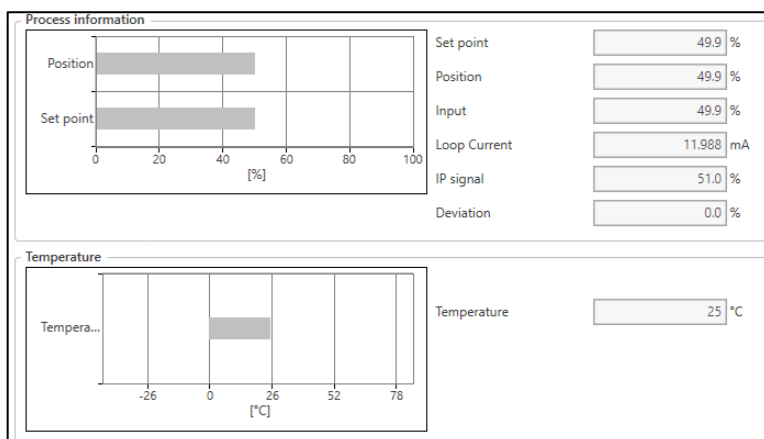 Process information
Position
Set point
0 20 40 60 80 100
[%]
Set point 49.9 %
Position 49.9 %
Input 49.9 %
Loop Current 11.988 mA
IP signal 51.0 %
Deviation 0.0 %
Temperature
Tempera...
-26 0 26 52 78
[°C]
Temperature 25 °C